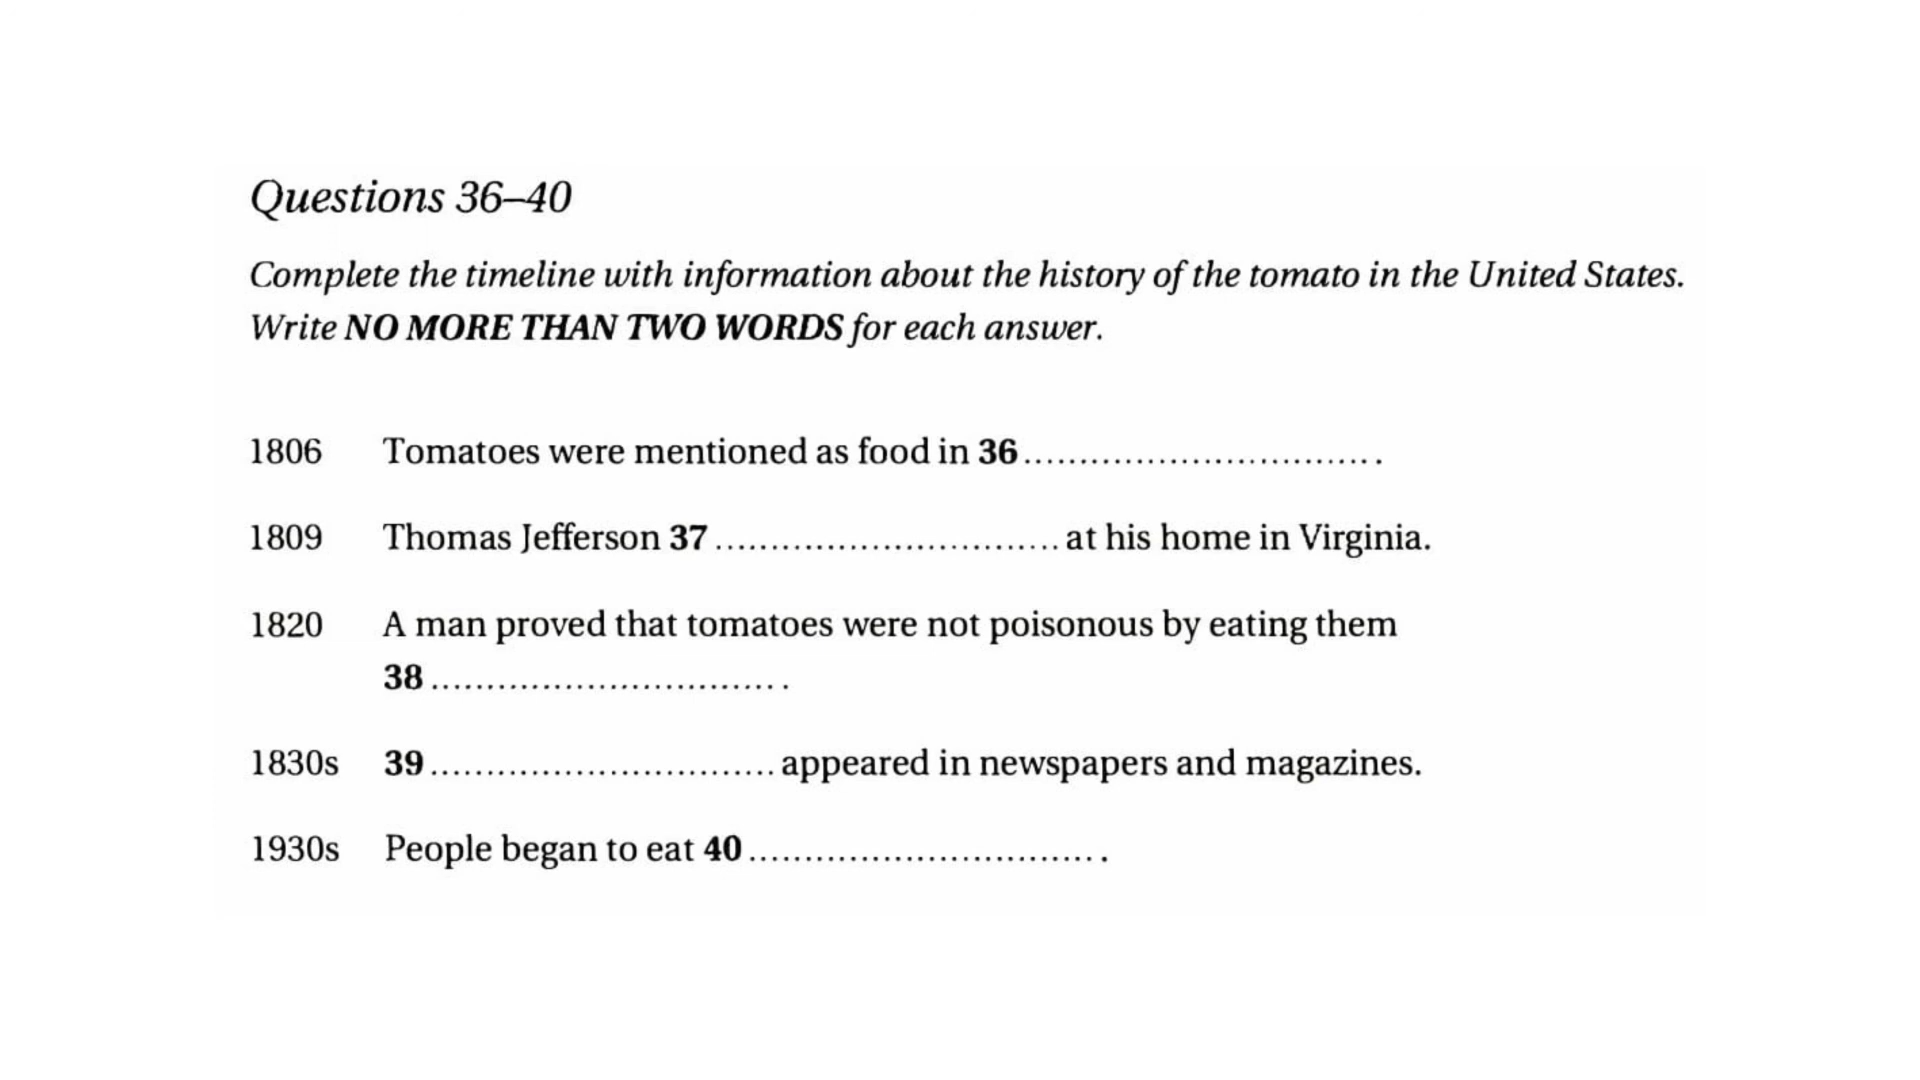 Questions 36–40
Complete the timeline with information about the history of the tomato in the United States.
Write NO MORE THAN TWO WORDS for each answer.
1806 Tomatoes were mentioned as food in 36 ................................ .
1809 Thomas Jefferson 37 ............................... at his home in Virginia.
1820 A man proved that tomatoes were not poisonous by eating them
38 ................................ .
1830s 39 ............................... appeared in newspapers and magazines.
1930s People began to eat 40 ................................ .